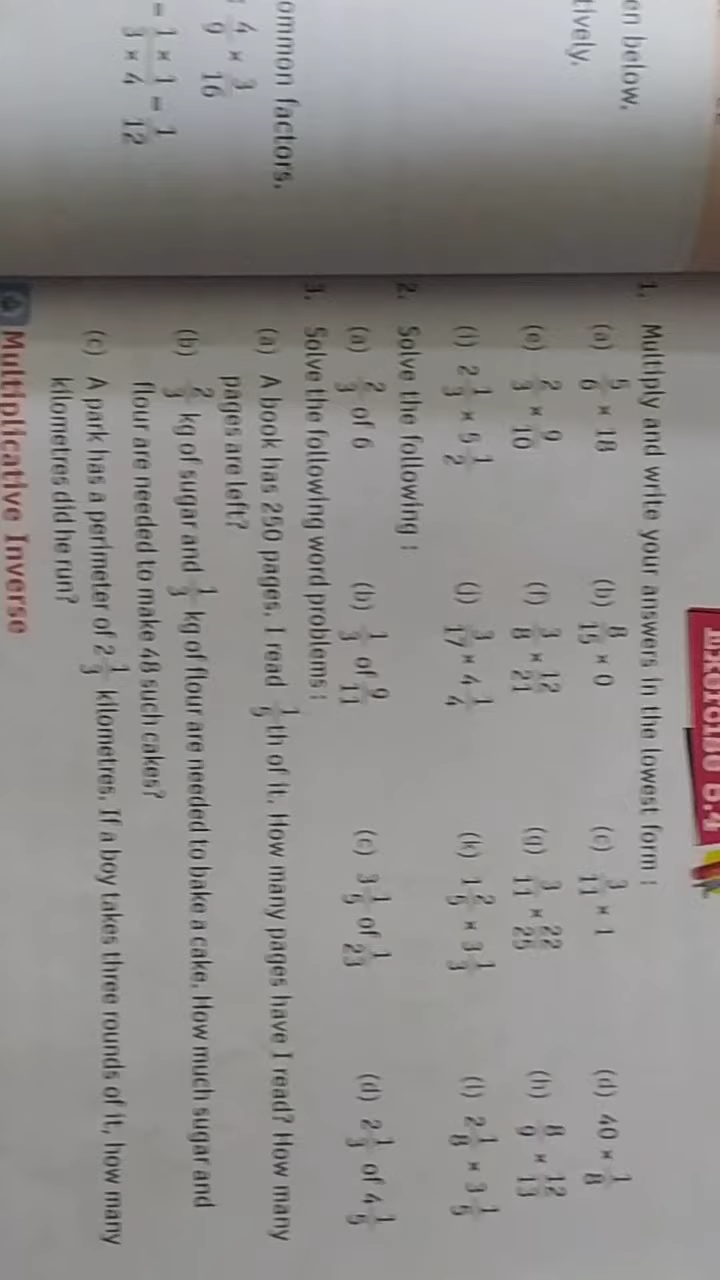 en below,
tively.
ommon factors,
4/9 × 3/16
= 1 × 1/3 × 4 = 1/12
Exercise 6.4
1. Multiply and write your answers in the lowest form :
(a) 5/6 × 18 (b) 8/15 × 0 (c) 3/11 × 1 (d) 40 × 1/8
(e) 2/3 × 9/10 (f) 3/8 × 12/21 (g) 3/11 × 22/25 (h) 8/9 × 12/13
(i) 2 1/3 × 5 1/2 (j) 3/17 × 4 1/4 (k) 1 2/5 × 3 1/3 (l) 2 1/8 × 3 1/5
2. Solve the following :
(a) 2/3 of 6 (b) 1/3 of 9/11 (c) 3 1/5 of 1/23 (d) 2 1/3 of 4 1/5
3. Solve the following word problems :
(a) A book has 250 pages. I read 1/5 th of it. How many pages have I read? How many
pages are left?
(b) 2/3 kg of sugar and 1/3 kg of flour are needed to bake a cake. How much sugar and
flour are needed to make 48 such cakes?
(c) A park has a perimeter of 2 1/3 kilometres. If a boy takes three rounds of it, how many
kilometres did he run?
Multiplicative Inverse